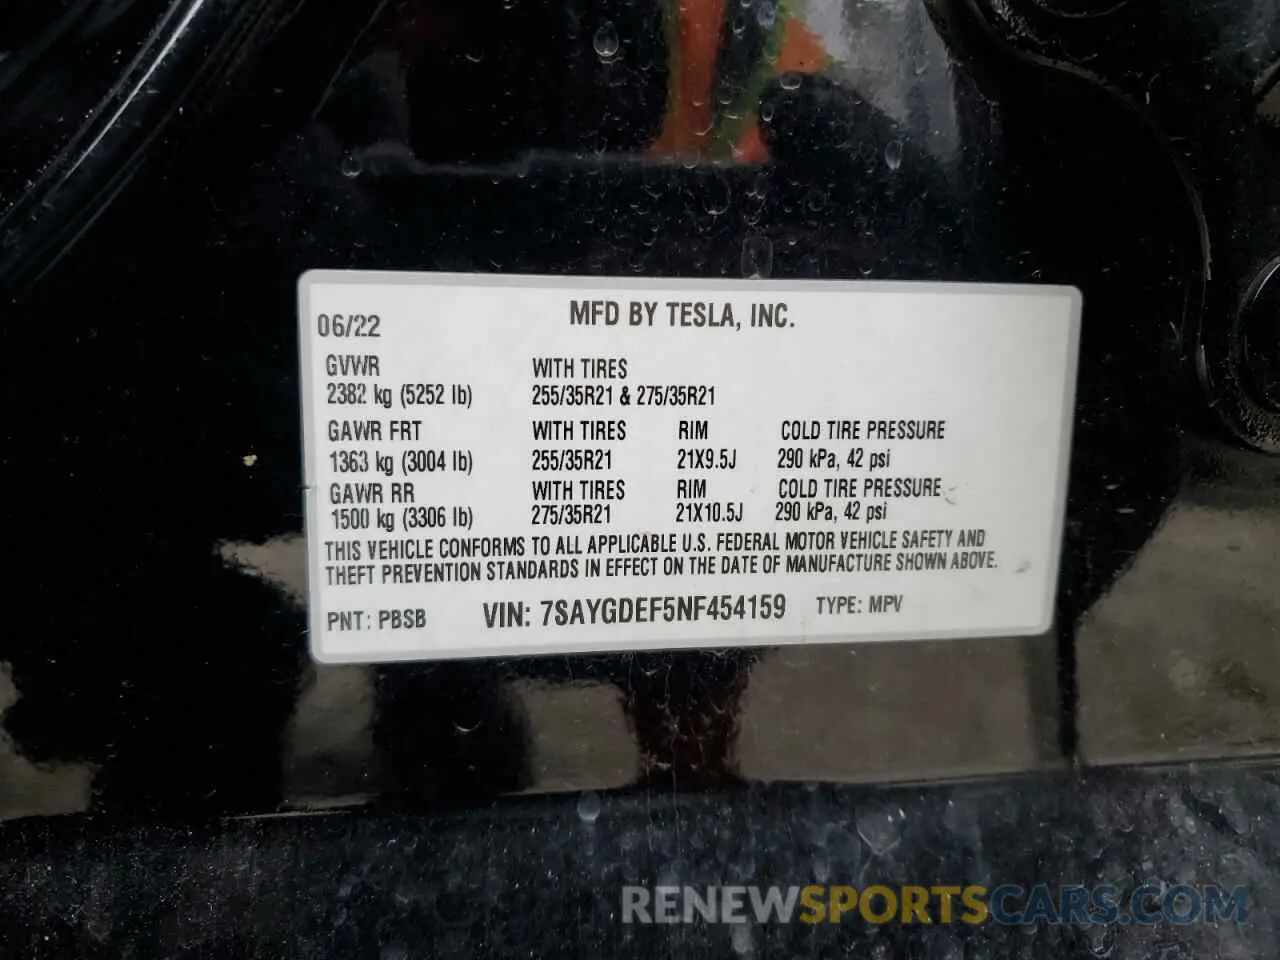 06/22 MFD BY TESLA, INC.
GVWR WITH TIRES
2382 kg (5252 lb) 255/35R21 & 275/35R21
GAWR FRT WITH TIRES RIM COLD TIRE PRESSURE
1363 kg (3004 lb) 255/35R21 21X9.5J 290 kPa, 42 psi
GAWR RR WITH TIRES RIM COLD TIRE PRESSURE
1500 kg (3306 lb) 275/35R21 21X10.5J 290 kPa, 42 psi
THIS VEHICLE CONFORMS TO ALL APPLICABLE U.S. FEDERAL MOTOR VEHICLE SAFETY AND
THEFT PREVENTION STANDARDS IN EFFECT ON THE DATE OF MANUFACTURE SHOWN ABOVE.
PNT: PBSB VIN: 7SAYGDEF5NF454159 TYPE: MPV
RENEWSPORTSCARS.COM